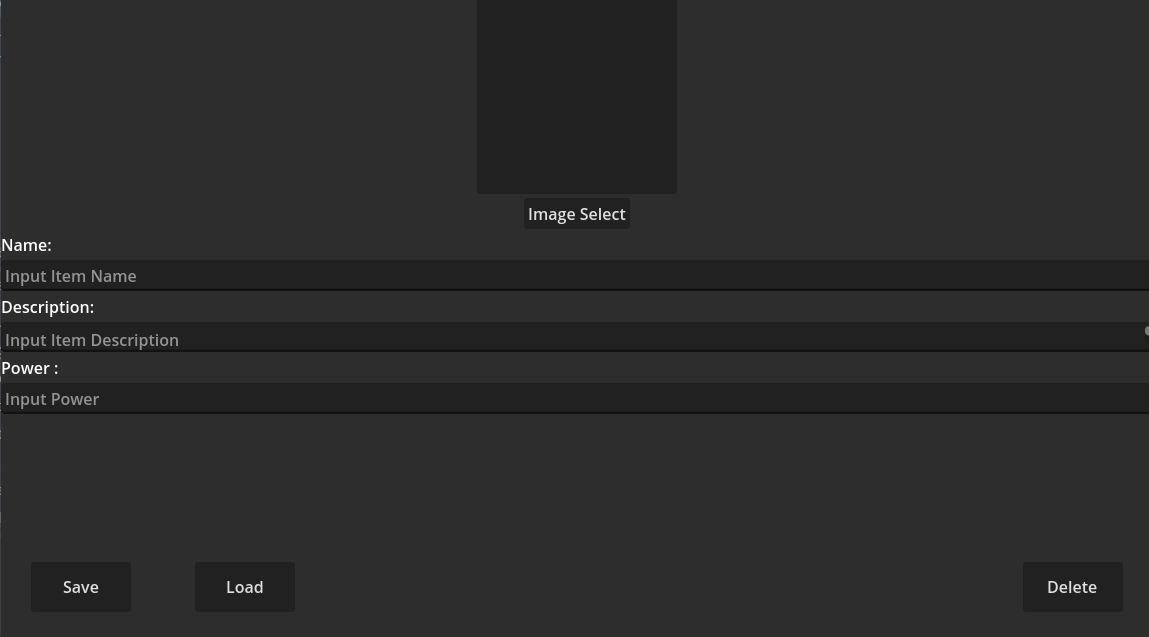 Image Select
Name:
Input Item Name
Description:
Input Item Description
Power :
Input Power
Save
Load
Delete